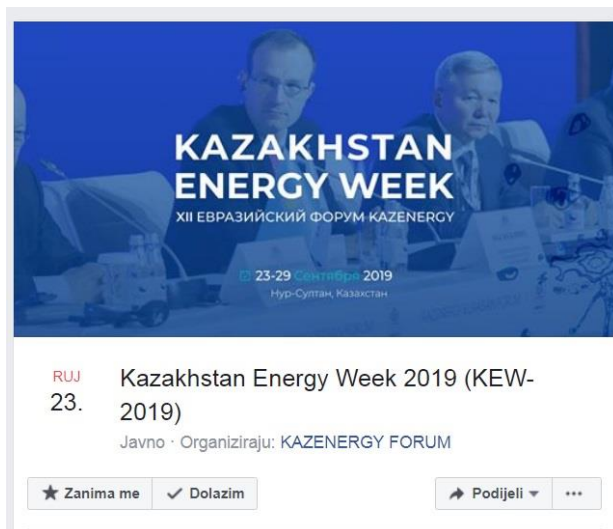 KAZAKHSTAN
ENERGY WEEK
XII ЕВРАЗИЙСКИЙ ФОРУМ KAZENERGY
23-29 Сентября 2019
Нур-Султан, Казахстан
RUJ
23.
Kazakhstan Energy Week 2019 (KEW-
2019)
Javno · Organiziraju: KAZENERGY FORUM
Zanima me
Dolazim
Podijeli